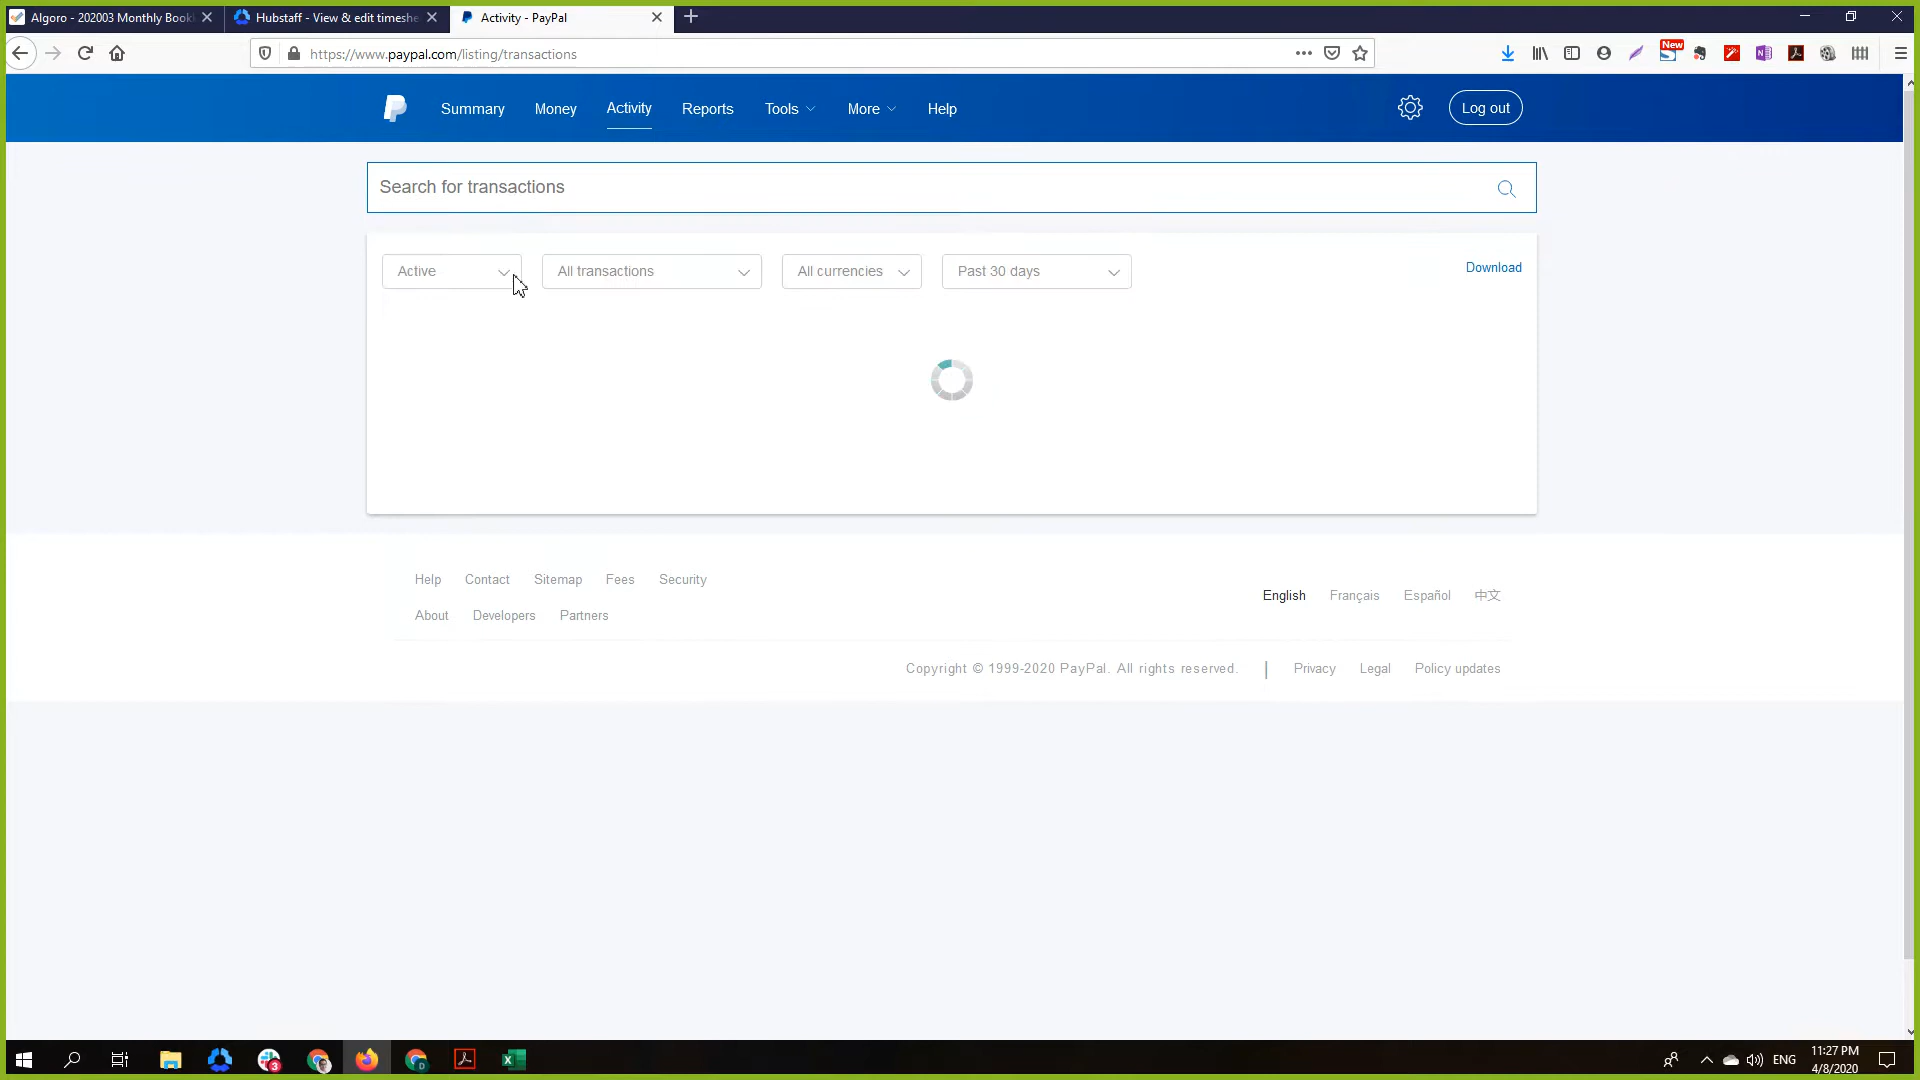 Algoro - 202003 Monthly Book
Hubstaff - View & edit timeshe
Activity - PayPal
https://www.paypal.com/listing/transactions
New
Summary
Money
Activity
Reports
Tools
More
Help
Log out
Search for transactions
Active
All transactions
All currencies
Past 30 days
Download
Help
Contact
Sitemap
Fees
Security
English
Français
Español
中文
About
Developers
Partners
Copyright © 1999-2020 PayPal. All rights reserved.
|
Privacy
Legal
Policy updates
3
D
ENG
11:27 PM
4/8/2020